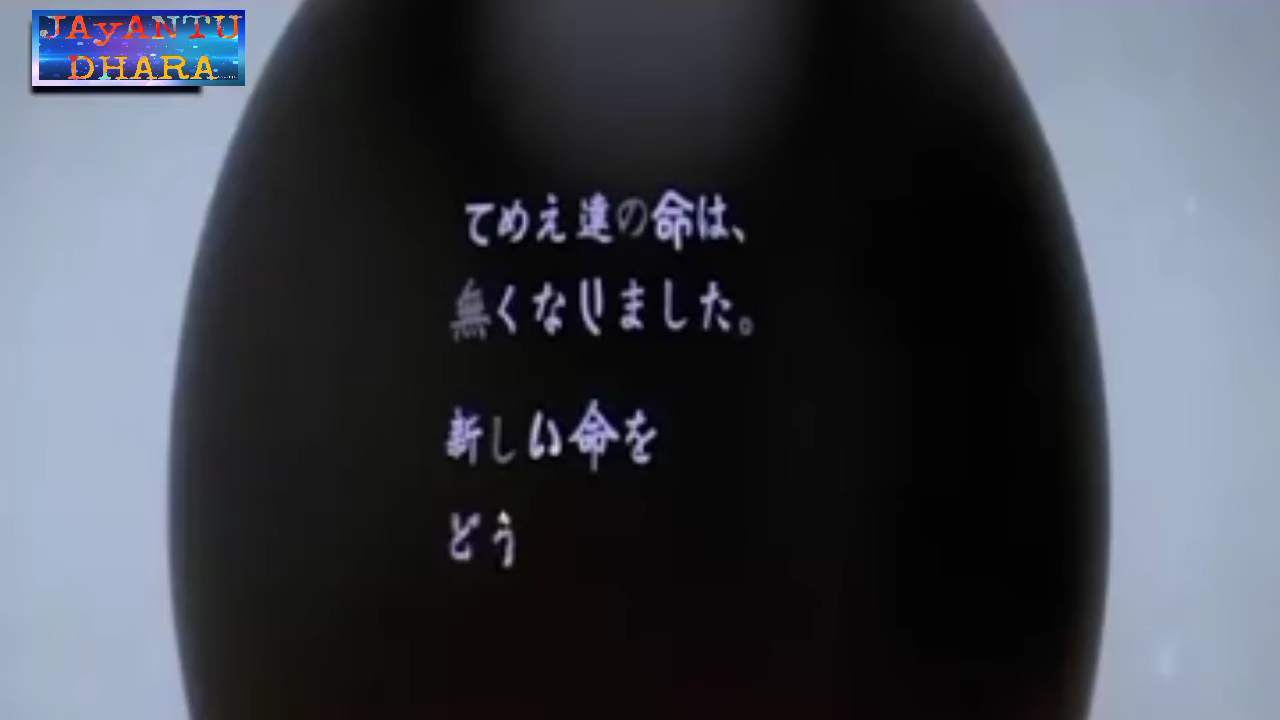 JAyANTU
DHARA....
てめえ達の命は、
無くなりました。
新しい命を
どう